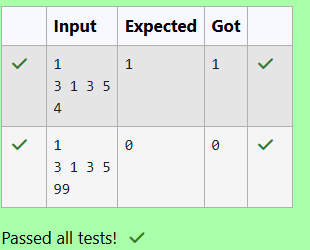 Input Expected Got
1 1 1
3 1 3 5
4
1 0 0
3 1 3 5
99
Passed all tests!